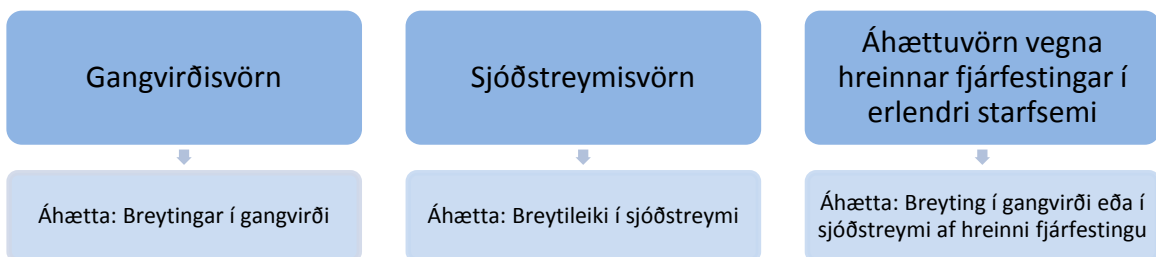 Gangvirðisvörn
Áhætta: Breytingar í gangvirði
Sjóðstreymisvörn
Áhætta: Breytileiki í sjóðstreymi
Áhættuvörn vegna
hreinnar fjárfestingar í
erlendri starfsemi
Áhætta: Breyting í gangvirði eða í
sjóðstreymi af hreinni fjárfestingu